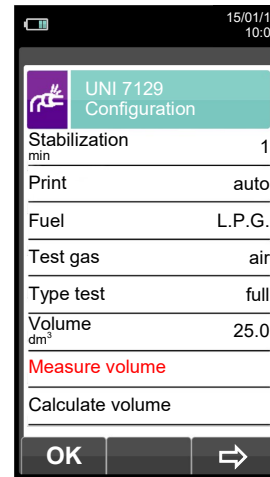 15/01/1
10:0
UNI 7129
Configuration
Stabilization 1
min
Print auto
Fuel L.P.G.
Test gas air
Type test full
Volume 25.0
dm³
Measure volume
Calculate volume
OK